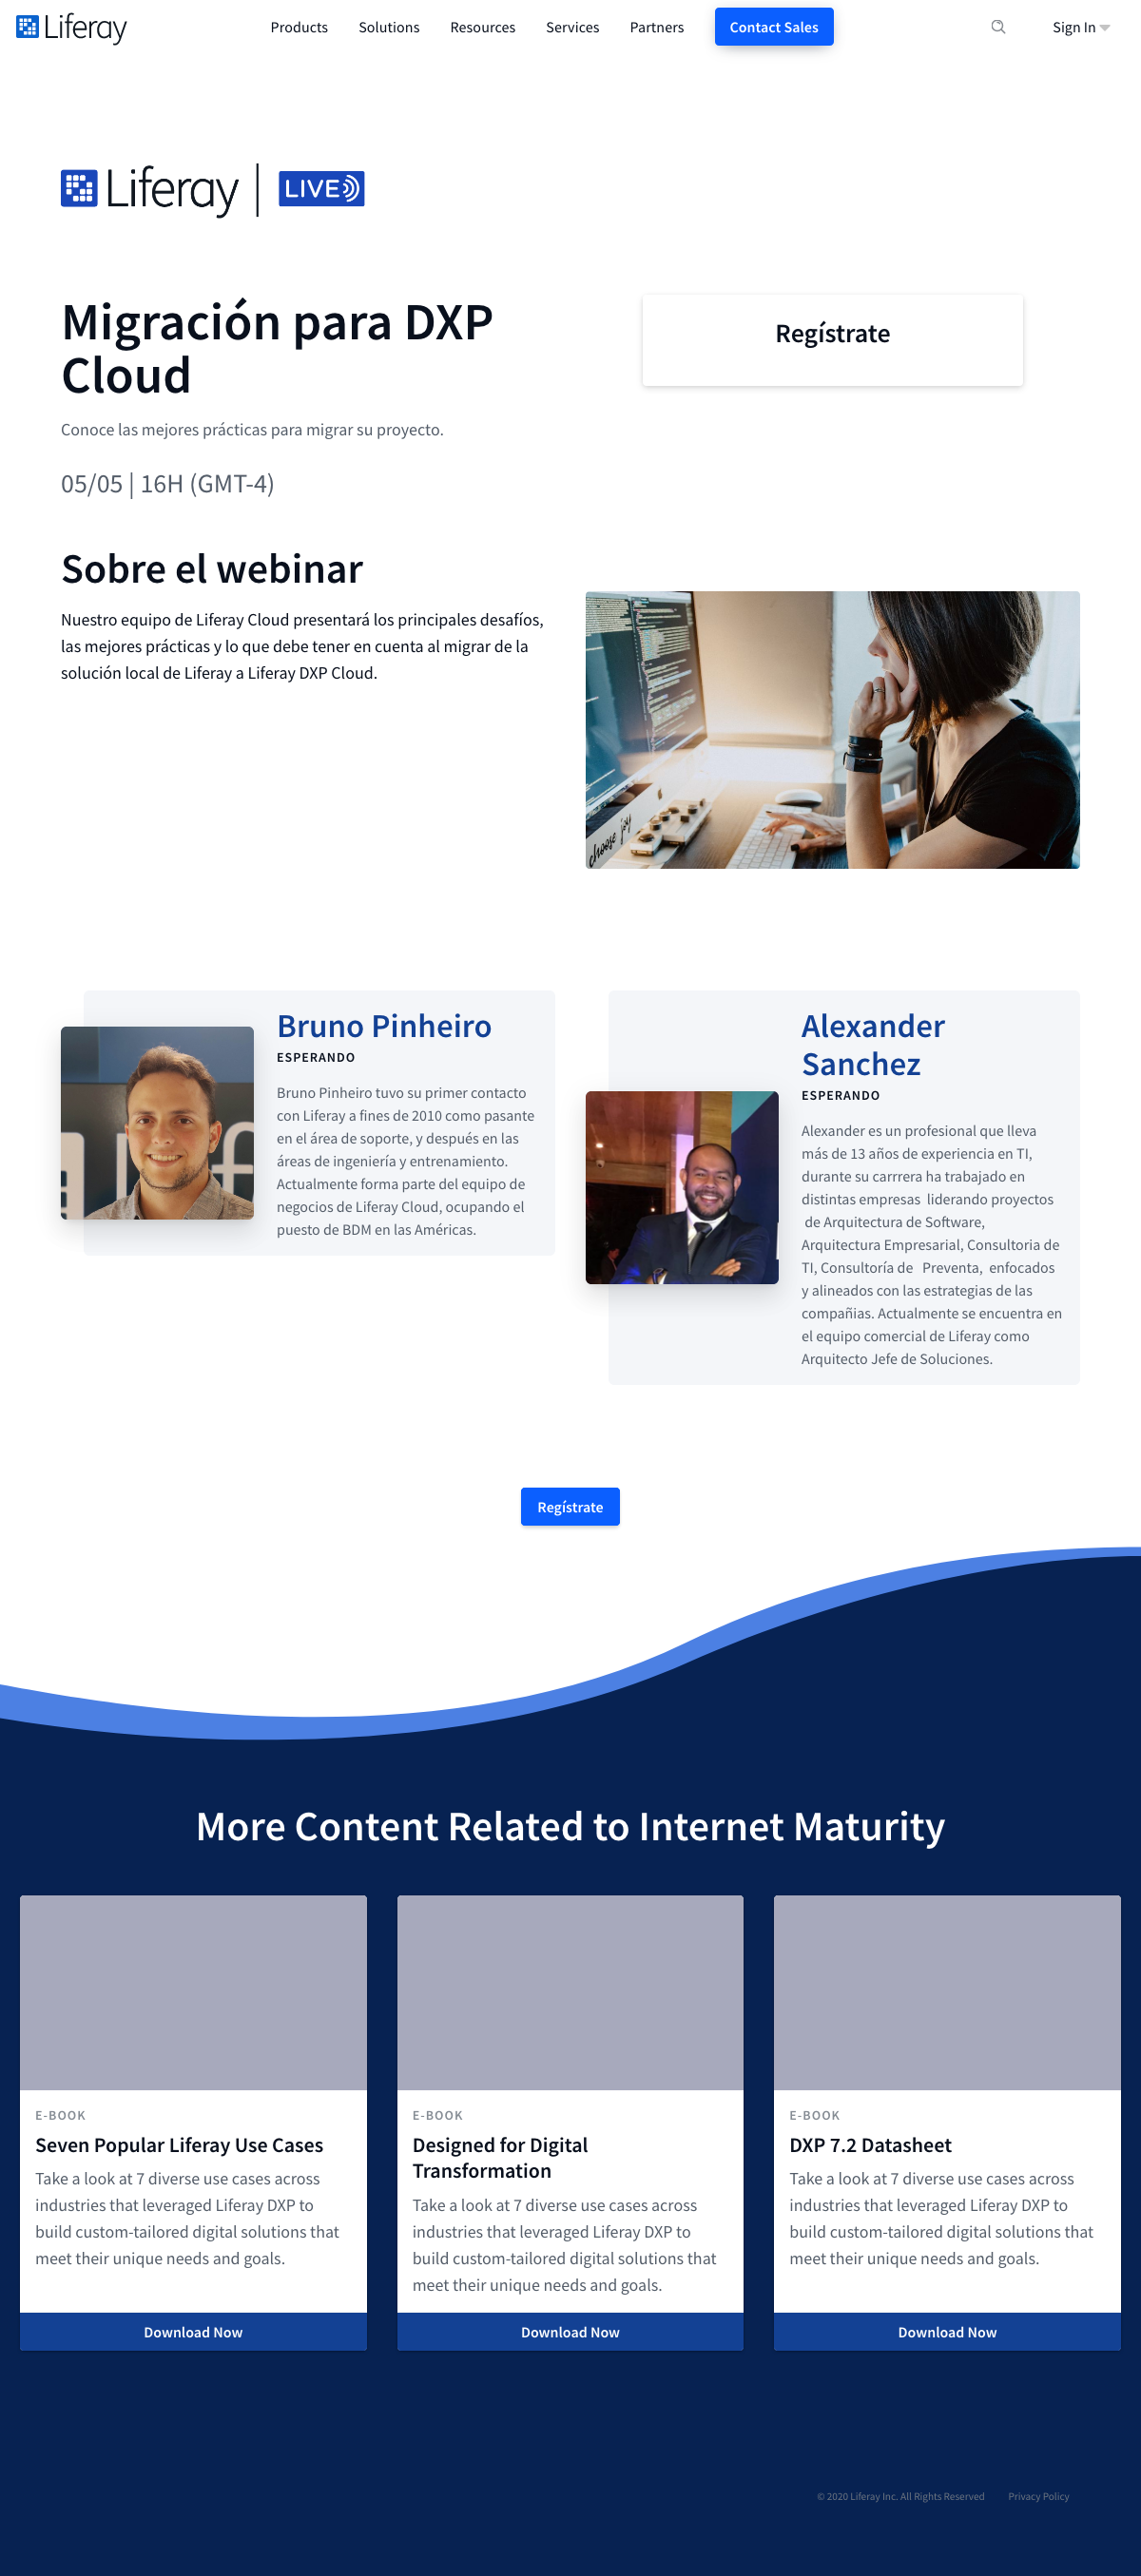 Liferay
Products
Solutions
Resources
Services
Partners
Contact Sales
Sign In
Liferay | LIVE
Migración para DXP
Cloud
Conoce las mejores prácticas para migrar su proyecto.
05/05 | 16H (GMT-4)
Regístrate
Sobre el webinar
Nuestro equipo de Liferay Cloud presentará los principales desafíos,
las mejores prácticas y lo que debe tener en cuenta al migrar de la
solución local de Liferay a Liferay DXP Cloud.
choose joy
Bruno Pinheiro
ESPERANDO
Bruno Pinheiro tuvo su primer contacto
con Liferay a fines de 2010 como pasante
en el área de soporte, y después en las
áreas de ingeniería y entrenamiento.
Actualmente forma parte del equipo de
negocios de Liferay Cloud, ocupando el
puesto de BDM en las Américas.
Alexander
Sanchez
ESPERANDO
Alexander es un profesional que lleva
más de 13 años de experiencia en TI,
durante su carrrera ha trabajado en
distintas empresas  liderando proyectos
de Arquitectura de Software,
Arquitectura Empresarial, Consultoria de
TI, Consultoría de   Preventa,  enfocados
y alineados con las estrategias de las
compañias. Actualmente se encuentra en
el equipo comercial de Liferay como
Arquitecto Jefe de Soluciones.
Regístrate
More Content Related to Internet Maturity
E-BOOK
Seven Popular Liferay Use Cases
Take a look at 7 diverse use cases across
industries that leveraged Liferay DXP to
build custom-tailored digital solutions that
meet their unique needs and goals.
Download Now
E-BOOK
Designed for Digital
Transformation
Take a look at 7 diverse use cases across
industries that leveraged Liferay DXP to
build custom-tailored digital solutions that
meet their unique needs and goals.
Download Now
E-BOOK
DXP 7.2 Datasheet
Take a look at 7 diverse use cases across
industries that leveraged Liferay DXP to
build custom-tailored digital solutions that
meet their unique needs and goals.
Download Now
© 2020 Liferay Inc. All Rights Reserved
Privacy Policy